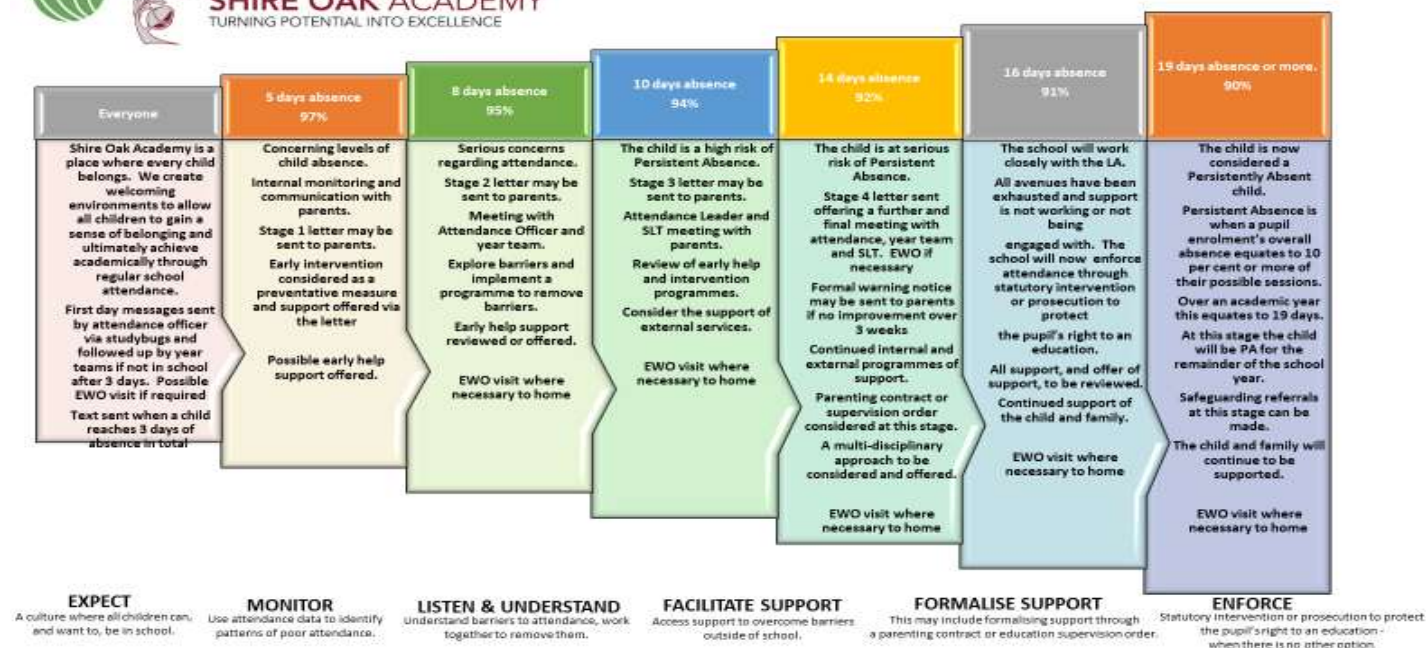 SHIRE OAK ACADEMY
TURNING POTENTIAL INTO EXCELLENCE
Everyone
Shire Oak Academy is a
place where every child
belongs. We create
welcoming
environments to allow
all children to gain a
sense of belonging and
ultimately achieve
academically through
regular school
attendance.
First day messages sent
by attendance officer
via studybugs and
followed up by year
teams if not in school
after 3 days. Possible
EWO visit if required
Text sent when a child
reaches 3 days of
absence in total
5 days absence
97%
Concerning levels of
child absence.
Internal monitoring and
communication with
parents.
Stage 1 letter may be
sent to parents.
Early intervention
considered as a
preventative measure
and support offered via
the letter
Possible early help
support offered.
8 days absence
95%
Serious concerns
regarding attendance.
Stage 2 letter may be
sent to parents.
Meeting with
Attendance Officer and
year team.
Explore barriers and
implement a
programme to remove
barriers.
Early help support
reviewed or offered.
EWO visit where
necessary to home
10 days absence
94%
The child is a high risk of
Persistent Absence.
Stage 3 letter may be
sent to parents.
Attendance Leader and
SLT meeting with
parents.
Review of early help
and intervention
programmes.
Consider the support of
external services.
EWO visit where
necessary to home
14 days absence
92%
The child is at serious
risk of Persistent
Absence.
Stage 4 letter sent
offering a further and
final meeting with
attendance, year team
and SLT. EWO if
necessary
Formal warning notice
may be sent to parents
if no improvement over
3 weeks
Continued internal and
external programmes of
support.
Parenting contract or
supervision order
considered at this stage.
A multi-disciplinary
approach to be
considered and offered.
EWO visit where
necessary to home
16 days absence
91%
The school will work
closely with the LA.
All avenues have been
exhausted and support
is not working or not
being
engaged with. The
school will now enforce
attendance through
statutory intervention
or prosecution to
protect
the pupil's right to an
education.
All support, and offer of
support, to be reviewed.
Continued support of
the child and family.
EWO visit where
necessary to home
19 days absence or more.
90%
The child is now
considered a
Persistently Absent
child.
Persistent Absence is
when a pupil
enrolment's overall
absence equates to 10
per cent or more of
their possible sessions.
Over an academic year
this equates to 19 days.
At this stage the child
will be PA for the
remainder of the school
year.
Safeguarding referrals
at this stage can be
made.
The child and family will
continue to be
supported.
EWO visit where
necessary to home
EXPECT
A culture where all children can,
and want to, be in school.
MONITOR
Use attendance data to identify
patterns of poor attendance.
LISTEN & UNDERSTAND
Understand barriers to attendance, work
together to remove them.
FACILITATE SUPPORT
Access support to overcome barriers
outside of school.
FORMALISE SUPPORT
This may include formalising support through
a parenting contract or education supervision order.
ENFORCE
Statutory intervention or prosecution to protect
the pupil's right to an education -
when there is no other option.